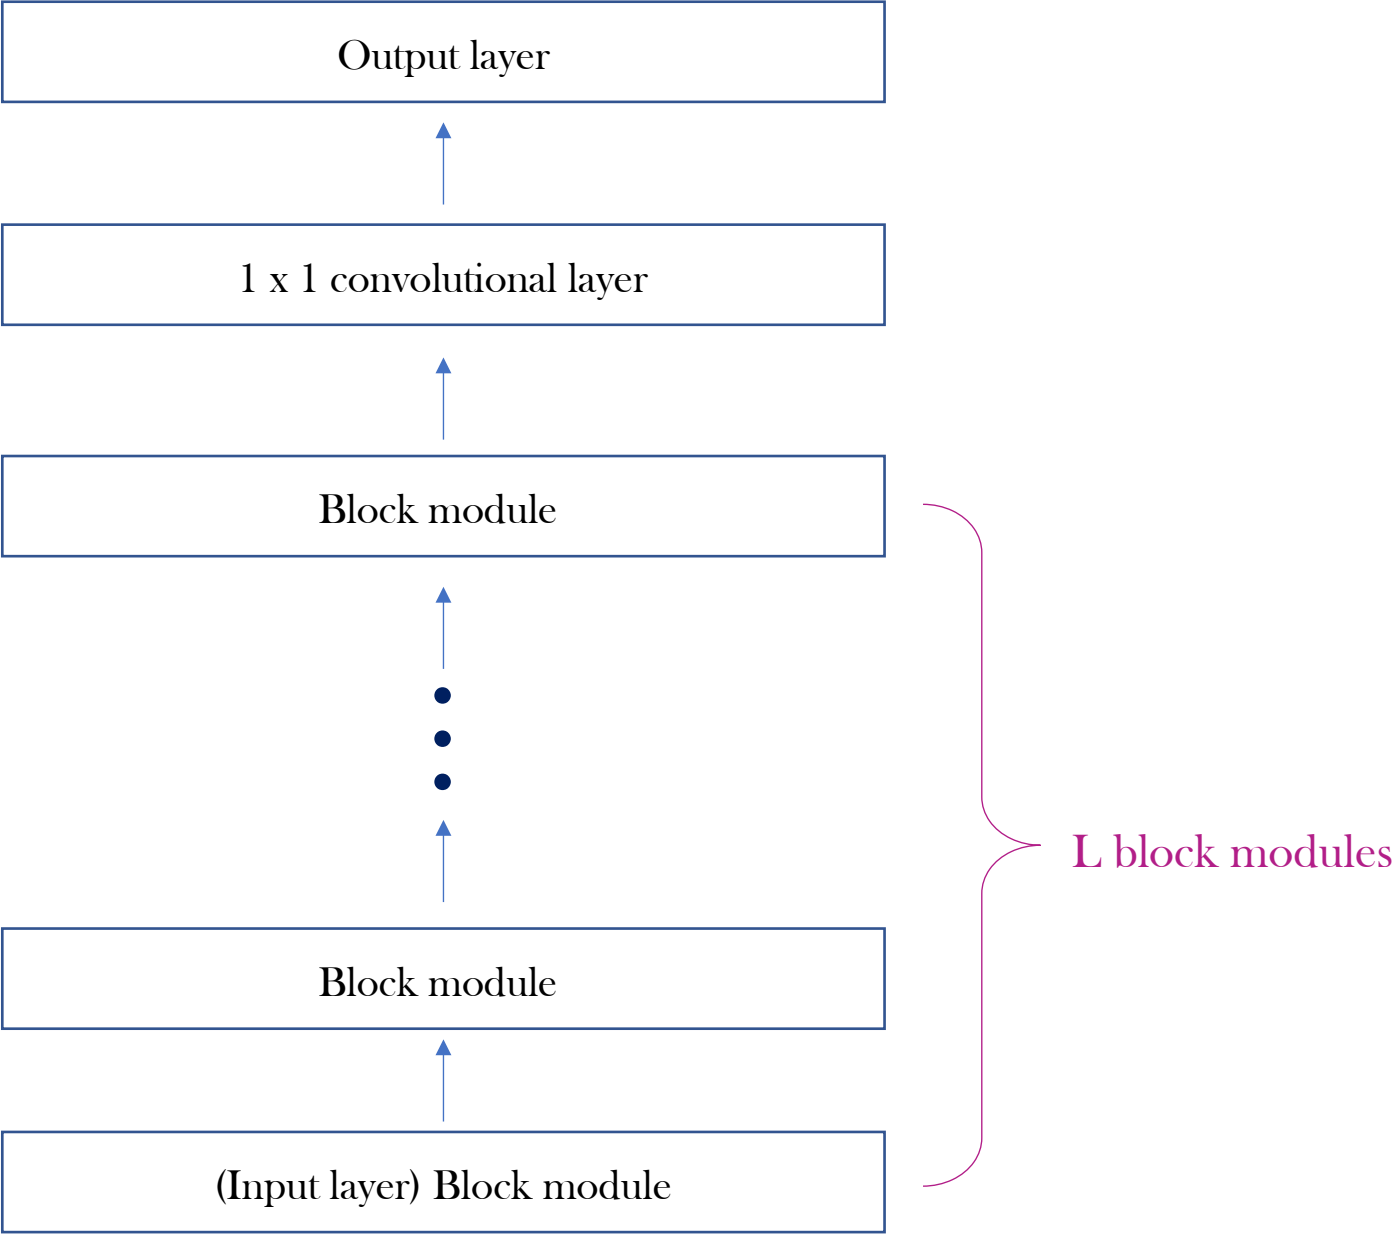 Output layer
1 x 1 convolutional layer
Block module
L block modules
Block module
(Input layer) Block module